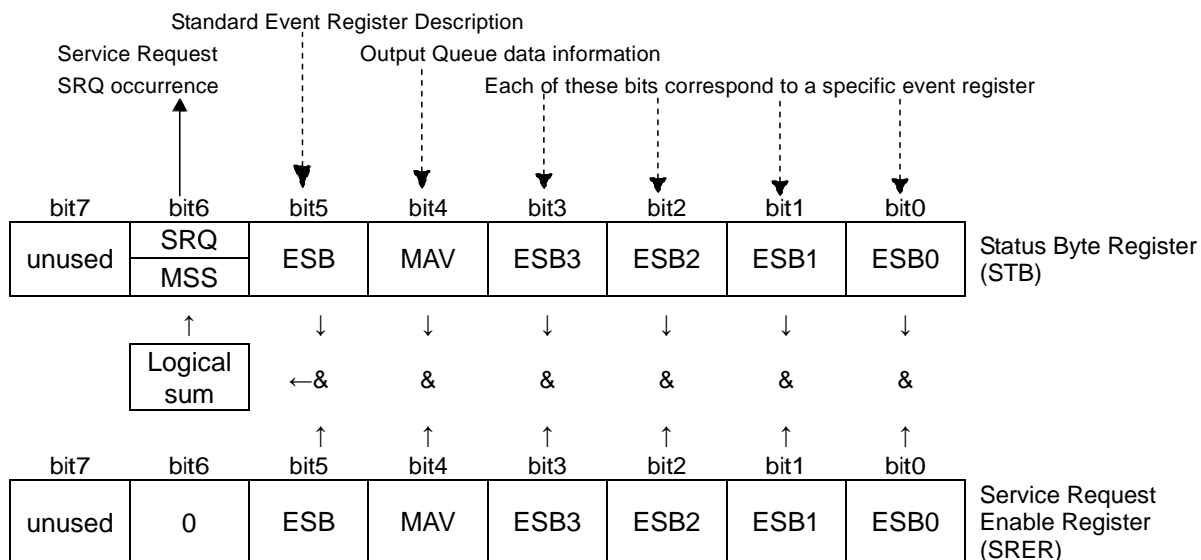 Standard Event Register Description
Service Request Output Queue data information
SRQ occurrence Each of these bits correspond to a specific event register
bit7 bit6 bit5 bit4 bit3 bit2 bit1 bit0
unused SRQ MSS ESB MAV ESB3 ESB2 ESB1 ESB0 Status Byte Register
(STB)
↑ ↓ ↓ ↓ ↓ ↓ ↓
Logical
sum
←& & & & & &
↑ ↑ ↑ ↑ ↑ ↑
bit7 bit6 bit5 bit4 bit3 bit2 bit1 bit0
unused 0 ESB MAV ESB3 ESB2 ESB1 ESB0 Service Request
Enable Register
(SRER)